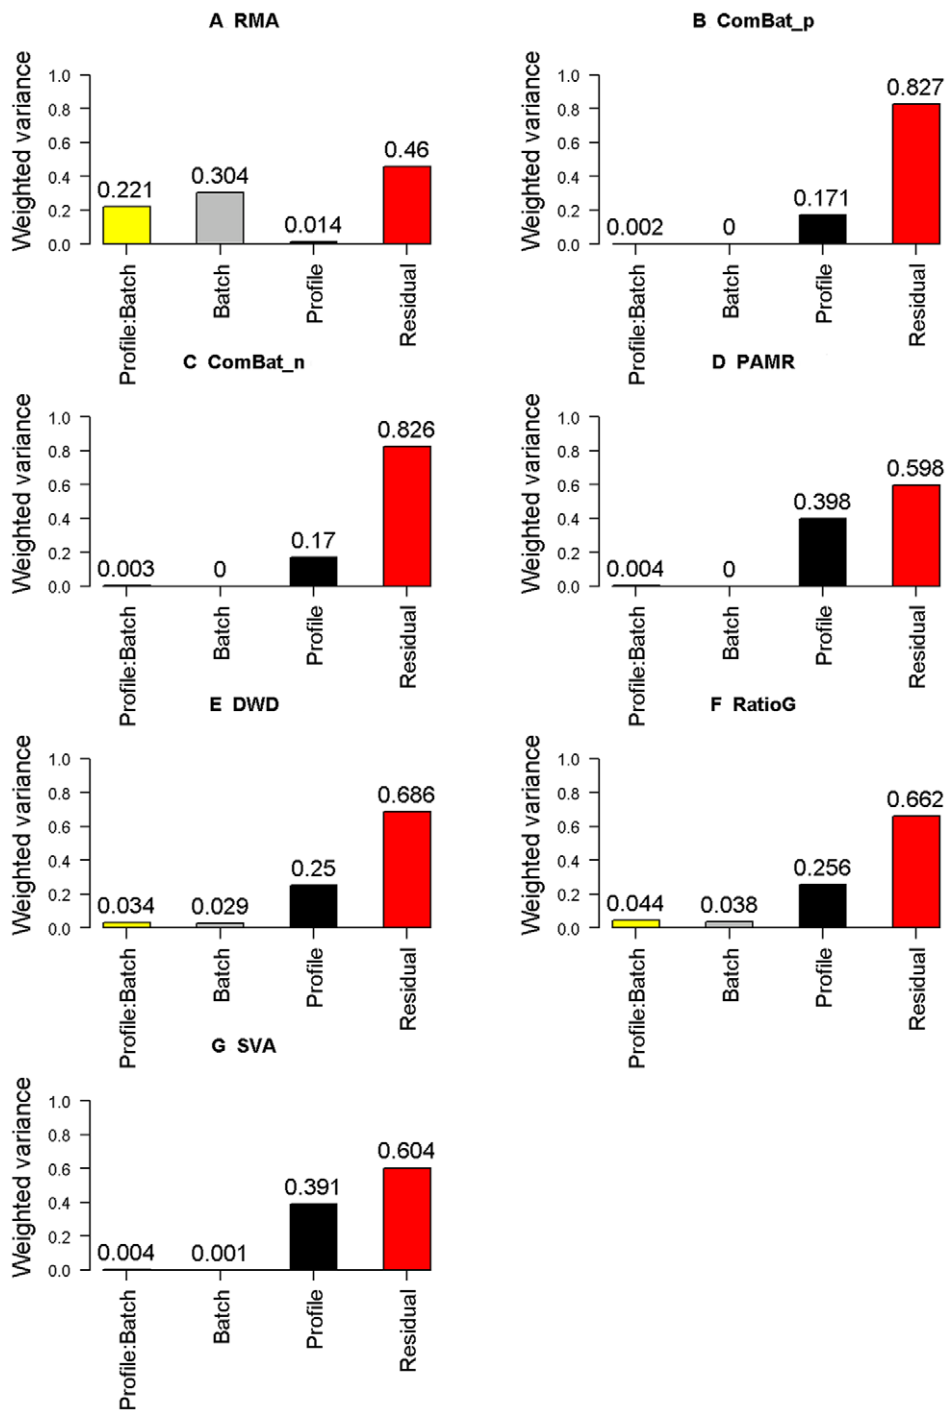 A RMA
Weighted variance
1.0
0.8
0.6
0.4
0.2
0.0
0.221
0.304
0.014
0.46
Profile:Batch
Batch
Profile
Residual
B ComBat_p
Weighted variance
1.0
0.8
0.6
0.4
0.2
0.0
0.002
0
0.171
0.827
Profile:Batch
Batch
Profile
Residual
C ComBat_n
Weighted variance
1.0
0.8
0.6
0.4
0.2
0.0
0.003
0
0.17
0.826
Profile:Batch
Batch
Profile
Residual
D PAMR
Weighted variance
1.0
0.8
0.6
0.4
0.2
0.0
0.004
0
0.398
0.598
Profile:Batch
Batch
Profile
Residual
E DWD
Weighted variance
1.0
0.8
0.6
0.4
0.2
0.0
0.034
0.029
0.25
0.686
Profile:Batch
Batch
Profile
Residual
F RatioG
Weighted variance
1.0
0.8
0.6
0.4
0.2
0.0
0.044
0.038
0.256
0.662
Profile:Batch
Batch
Profile
Residual
G SVA
Weighted variance
1.0
0.8
0.6
0.4
0.2
0.0
0.004
0.001
0.391
0.604
Profile:Batch
Batch
Profile
Residual